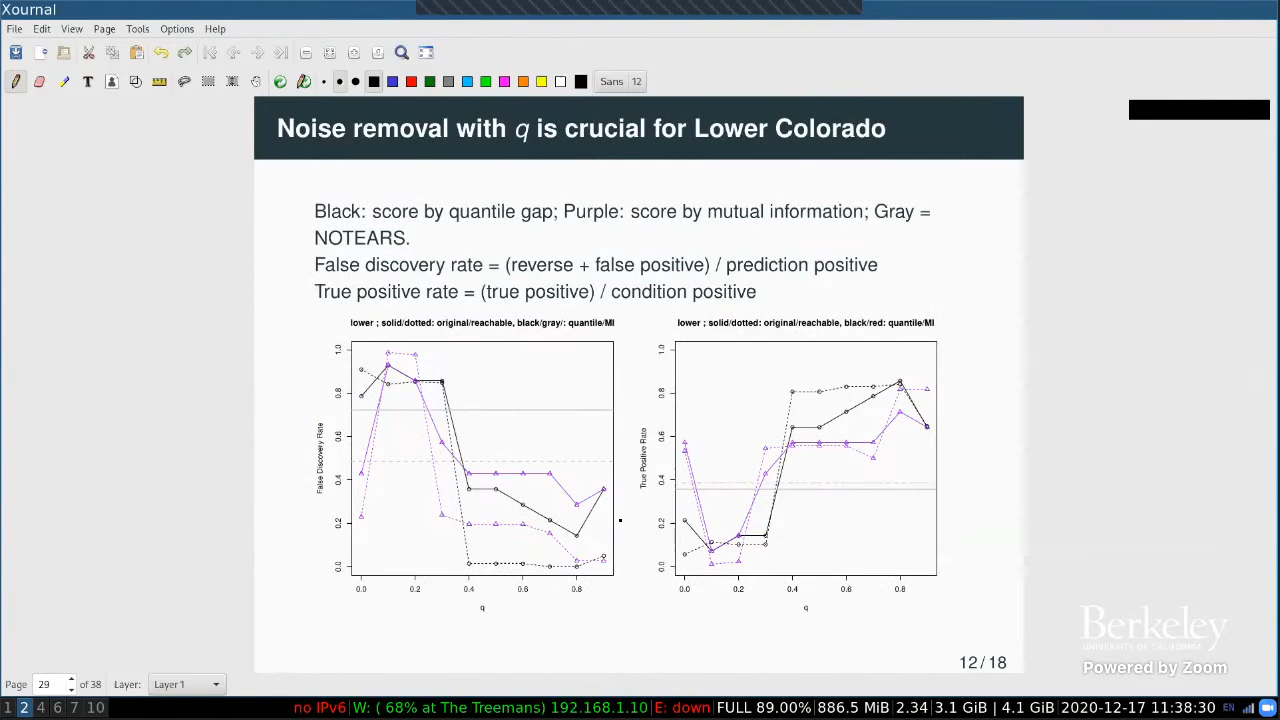 Xournal
File Edit View Page Tools Options Help
Sans 12
Noise removal with q is crucial for Lower Colorado
Black: score by quantile gap; Purple: score by mutual information; Gray =
NOTEARS.
False discovery rate = (reverse + false positive) / prediction positive
True positive rate = (true positive) / condition positive
lower ; solid/dotted: original/reachable, black/gray/: quantile/MI
lower ; solid/dotted: original/reachable, black/red: quantile/MI
False Discovery Rate
1.0
0.8
0.6
0.4
0.2
0.0
0.0 0.2 0.4 0.6 0.8
q
True Positive Rate
1.0
0.8
0.6
0.4
0.2
0.0
0.0 0.2 0.4 0.6 0.8
q
Berkeley
UNIVERSITY OF CALIFORNIA
Powered by Zoom
12 / 18
Page 29 of 38 Layer: Layer 1
1 2 3 4 6 7 10 no IPv6|W: ( 68% at The Treemans) 192.168.1.10|E: down|FULL 89.00%|886.5 MiB|2.34|3.1 GiB | 4.1 GiB|2020-12-17 11:38:30 EN